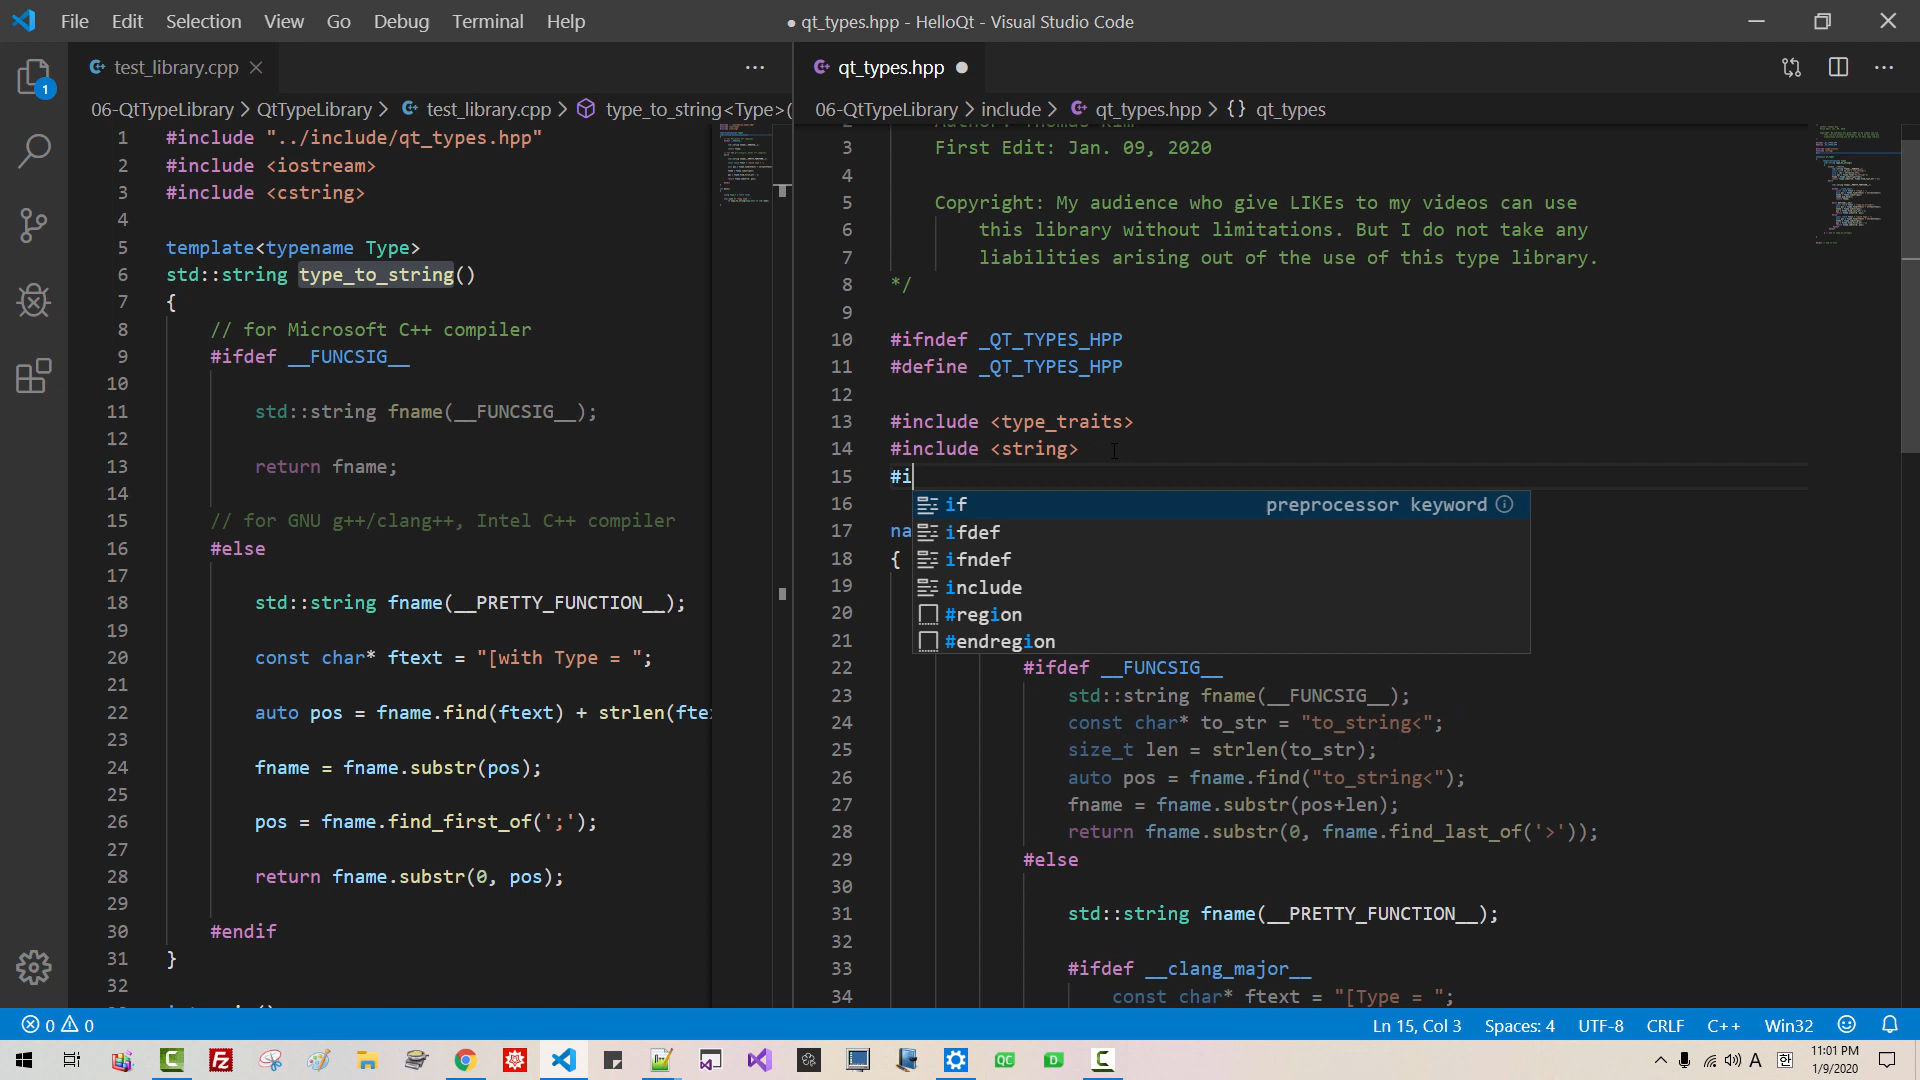 File Edit Selection View Go Debug Terminal Help
● qt_types.hpp - HelloQt - Visual Studio Code
1
test_library.cpp
06-QtTypeLibrary > QtTypeLibrary > test_library.cpp > type_to_string<Type>(
1 #include "../include/qt_types.hpp"
2 #include <iostream>
3 #include <cstring>
4
5 template<typename Type>
6 std::string type_to_string()
7 {
8 // for Microsoft C++ compiler
9 #ifdef __FUNCSIG__
10
11 std::string fname(__FUNCSIG__);
12
13 return fname;
14
15 // for GNU g++/clang++, Intel C++ compiler
16 #else
17
18 std::string fname(__PRETTY_FUNCTION__);
19
20 const char* ftext = "[with Type = ";
21
22 auto pos = fname.find(ftext) + strlen(fte
23
24 fname = fname.substr(pos);
25
26 pos = fname.find_first_of(';');
27
28 return fname.substr(0, pos);
29
30 #endif
31 }
32
qt_types.hpp ●
06-QtTypeLibrary > include > qt_types.hpp > {} qt_types
3 First Edit: Jan. 09, 2020
4
5 Copyright: My audience who give LIKEs to my videos can use
6 this library without limitations. But I do not take any
7 liabilities arising out of the use of this type library.
8 */
9
10 #ifndef _QT_TYPES_HPP
11 #define _QT_TYPES_HPP
12
13 #include <type_traits>
14 #include <string>
15 #i
16 if preprocessor keyword
17 na ifdef
18 { ifndef
19 include
20 #region
21 #endregion
22 #ifdef __FUNCSIG__
23 std::string fname(__FUNCSIG__);
24 const char* to_str = "to_string<";
25 size_t len = strlen(to_str);
26 auto pos = fname.find("to_string<");
27 fname = fname.substr(pos+len);
28 return fname.substr(0, fname.find_last_of('>'));
29 #else
30
31 std::string fname(__PRETTY_FUNCTION__);
32
33 #ifdef __clang_major__
34 const char* ftext = "[Type = ";
0 0
Ln 15, Col 3 Spaces: 4 UTF-8 CRLF C++ Win32
A 11:01 PM
1/9/2020